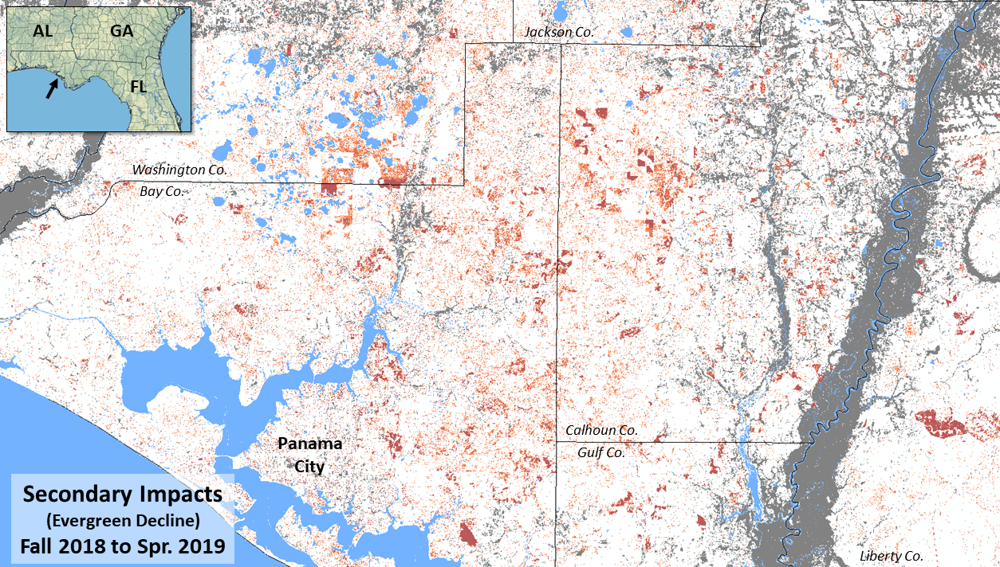 AL
GA
FL
Jackson Co.
Washington Co.
Bay Co.
Calhoun Co.
Gulf Co.
Panama
City
Secondary Impacts
(Evergreen Decline)
Fall 2018 to Spr. 2019
Liberty Co.